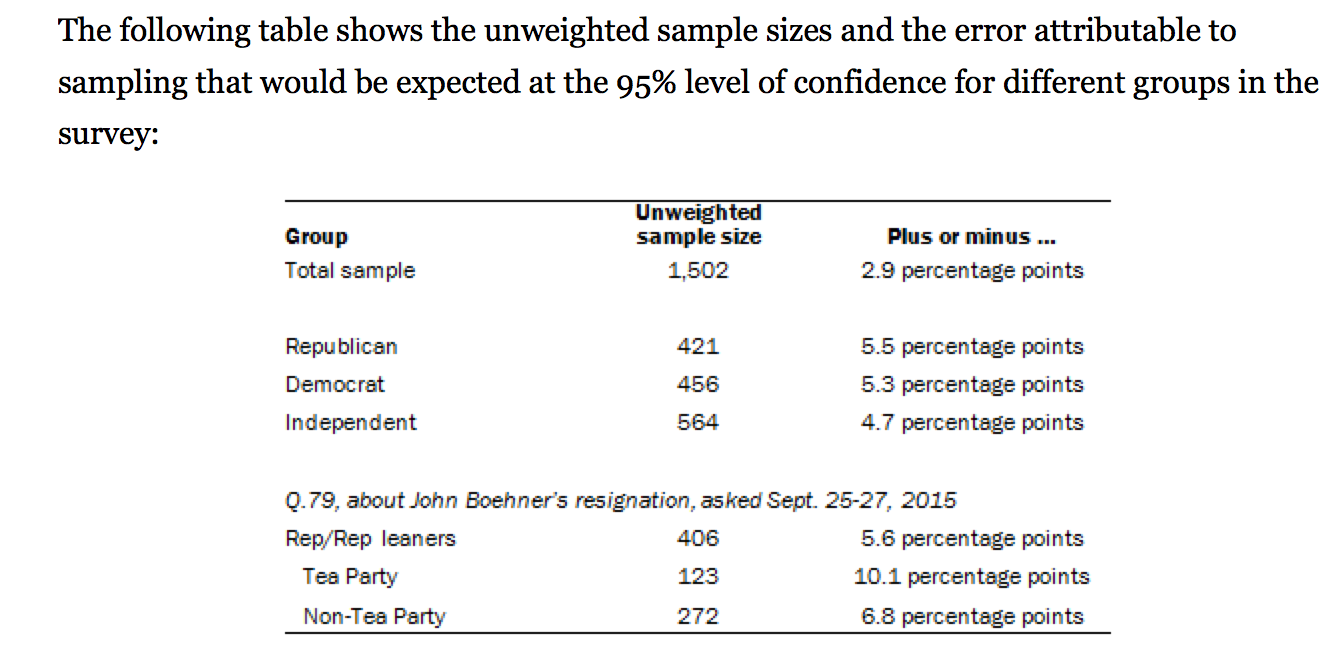 The following table shows the unweighted sample sizes and the error attributable to
sampling that would be expected at the 95% level of confidence for different groups in the
survey:
Unweighted
Group sample size Plus or minus ...
Total sample 1,502 2.9 percentage points
Republican 421 5.5 percentage points
Democrat 456 5.3 percentage points
Independent 564 4.7 percentage points
Q.79, about John Boehner's resignation, asked Sept. 25-27, 2015
Rep/Rep leaners 406 5.6 percentage points
Tea Party 123 10.1 percentage points
Non-Tea Party 272 6.8 percentage points